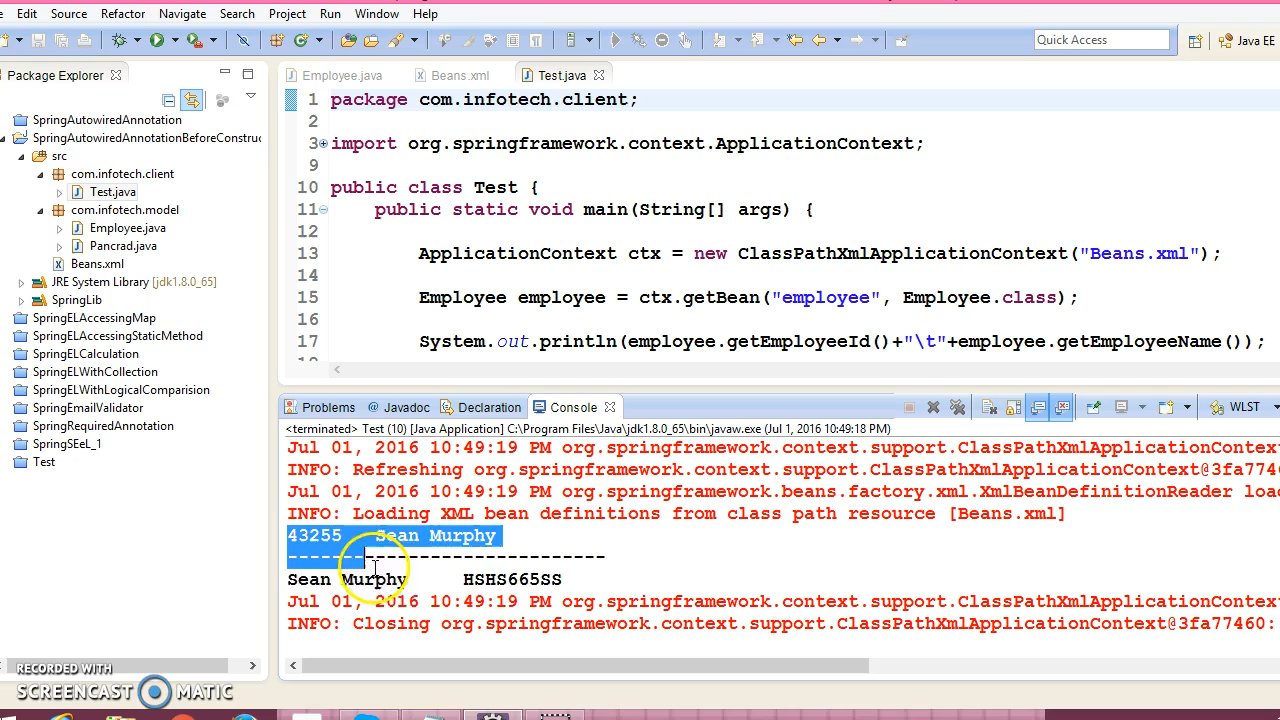 Edit Source Refactor Navigate Search Project Run Window Help
Quick Access
Java EE
Package Explorer
SpringAutowiredAnnotation
SpringAutowiredAnnotationBeforeConstruc
src
com.infotech.client
Test.java
com.infotech.model
Employee.java
Pancrad.java
Beans.xml
JRE System Library [jdk1.8.0_65]
SpringLib
SpringELAccessingMap
SpringELAccessingStaticMethod
SpringELCalculation
SpringELWithCollection
SpringELWithLogicalComparision
SpringEmailValidator
SpringRequiredAnnotation
SpringSEeL_1
Test
Employee.java Beans.xml Test.java
1 package com.infotech.client;
2
3 import org.springframework.context.ApplicationContext;
9
10 public class Test {
11 public static void main(String[] args) {
12
13 ApplicationContext ctx = new ClassPathXmlApplicationContext("Beans.xml");
14
15 Employee employee = ctx.getBean("employee", Employee.class);
16
17 System.out.println(employee.getEmployeeId()+"\t"+employee.getEmployeeName());
Problems @ Javadoc Declaration Console
WLST
<terminated> Test (10) [Java Application] C:\Program Files\Java\jdk1.8.0_65\bin\javaw.exe (Jul 1, 2016 10:49:18 PM)
Jul 01, 2016 10:49:19 PM org.springframework.context.support.ClassPathXmlApplicationConte
INFO: Refreshing org.springframework.context.support.ClassPathXmlApplicationContext@3fa7746
Jul 01, 2016 10:49:19 PM org.springframework.beans.factory.xml.XmlBeanDefinitionReader load
INFO: Loading XML bean definitions from class path resource [Beans.xml]
43255 Sean Murphy
-----------------------------
Sean Murphy HSHS665SS
Jul 01, 2016 10:49:19 PM org.springframework.context.support.ClassPathXmlApplicationConte
INFO: Closing org.springframework.context.support.ClassPathXmlApplicationContext@3fa77460:
RECORDED WITH
SCREENCAST MATIC